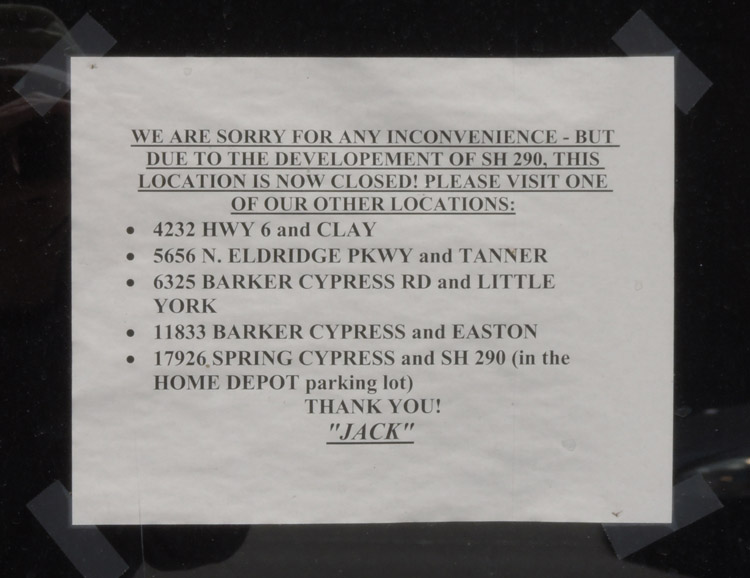 WE ARE SORRY FOR ANY INCONVENIENCE - BUT
DUE TO THE DEVELOPEMENT OF SH 290, THIS
LOCATION IS NOW CLOSED! PLEASE VISIT ONE
OF OUR OTHER LOCATIONS:
• 4232 HWY 6 and CLAY
• 5656 N. ELDRIDGE PKWY and TANNER
• 6325 BARKER CYPRESS RD and LITTLE
YORK
• 11833 BARKER CYPRESS and EASTON
• 17926 SPRING CYPRESS and SH 290 (in the
HOME DEPOT parking lot)
THANK YOU!
"JACK"